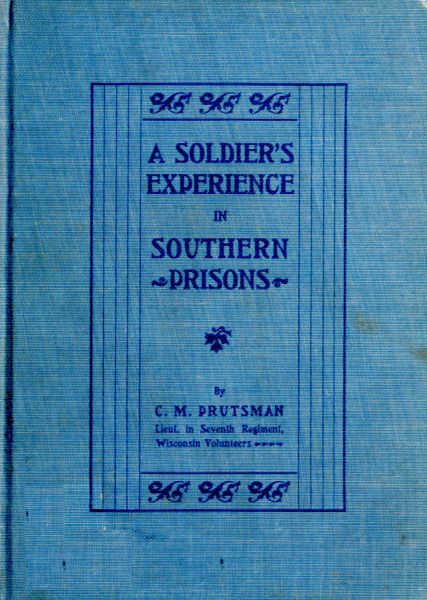 A SOLDIER'S
EXPERIENCE
IN
SOUTHERN
PRISONS
By
C. M. PRUTSMAN
Lieut. in Seventh Regiment,
Wisconsin Volunteers